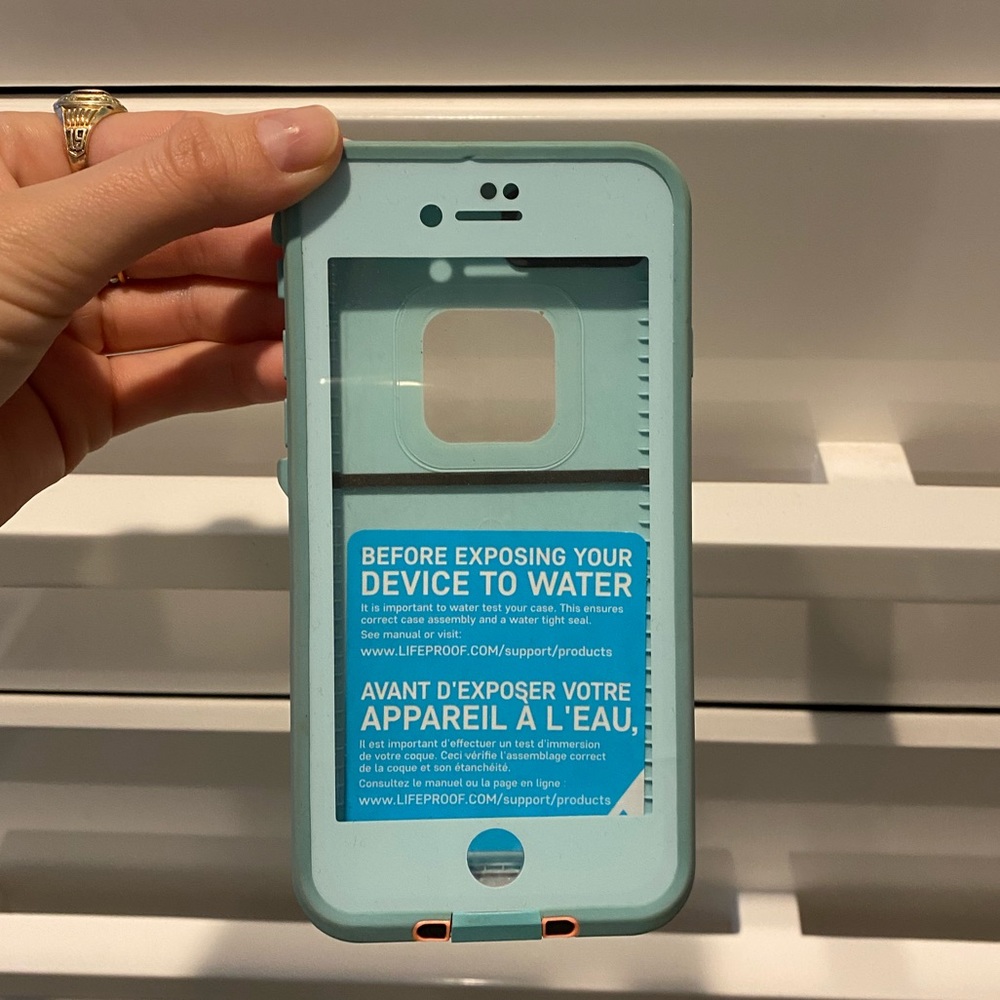 BEFORE EXPOSING YOUR
DEVICE TO WATER
It is important to water test your case. This ensures
correct case assembly and a water tight seal.
See manual or visit:
www.LIFEPROOF.COM/support/products
AVANT D'EXPOSER VOTRE
APPAREIL À L'EAU,
Il est important d'effectuer un test d'immersion
de votre coque. Ceci vérifie l'assemblage correct
de la coque et son étanchéité.
Consultez le manuel ou la page en ligne :
www.LIFEPROOF.COM/support/products